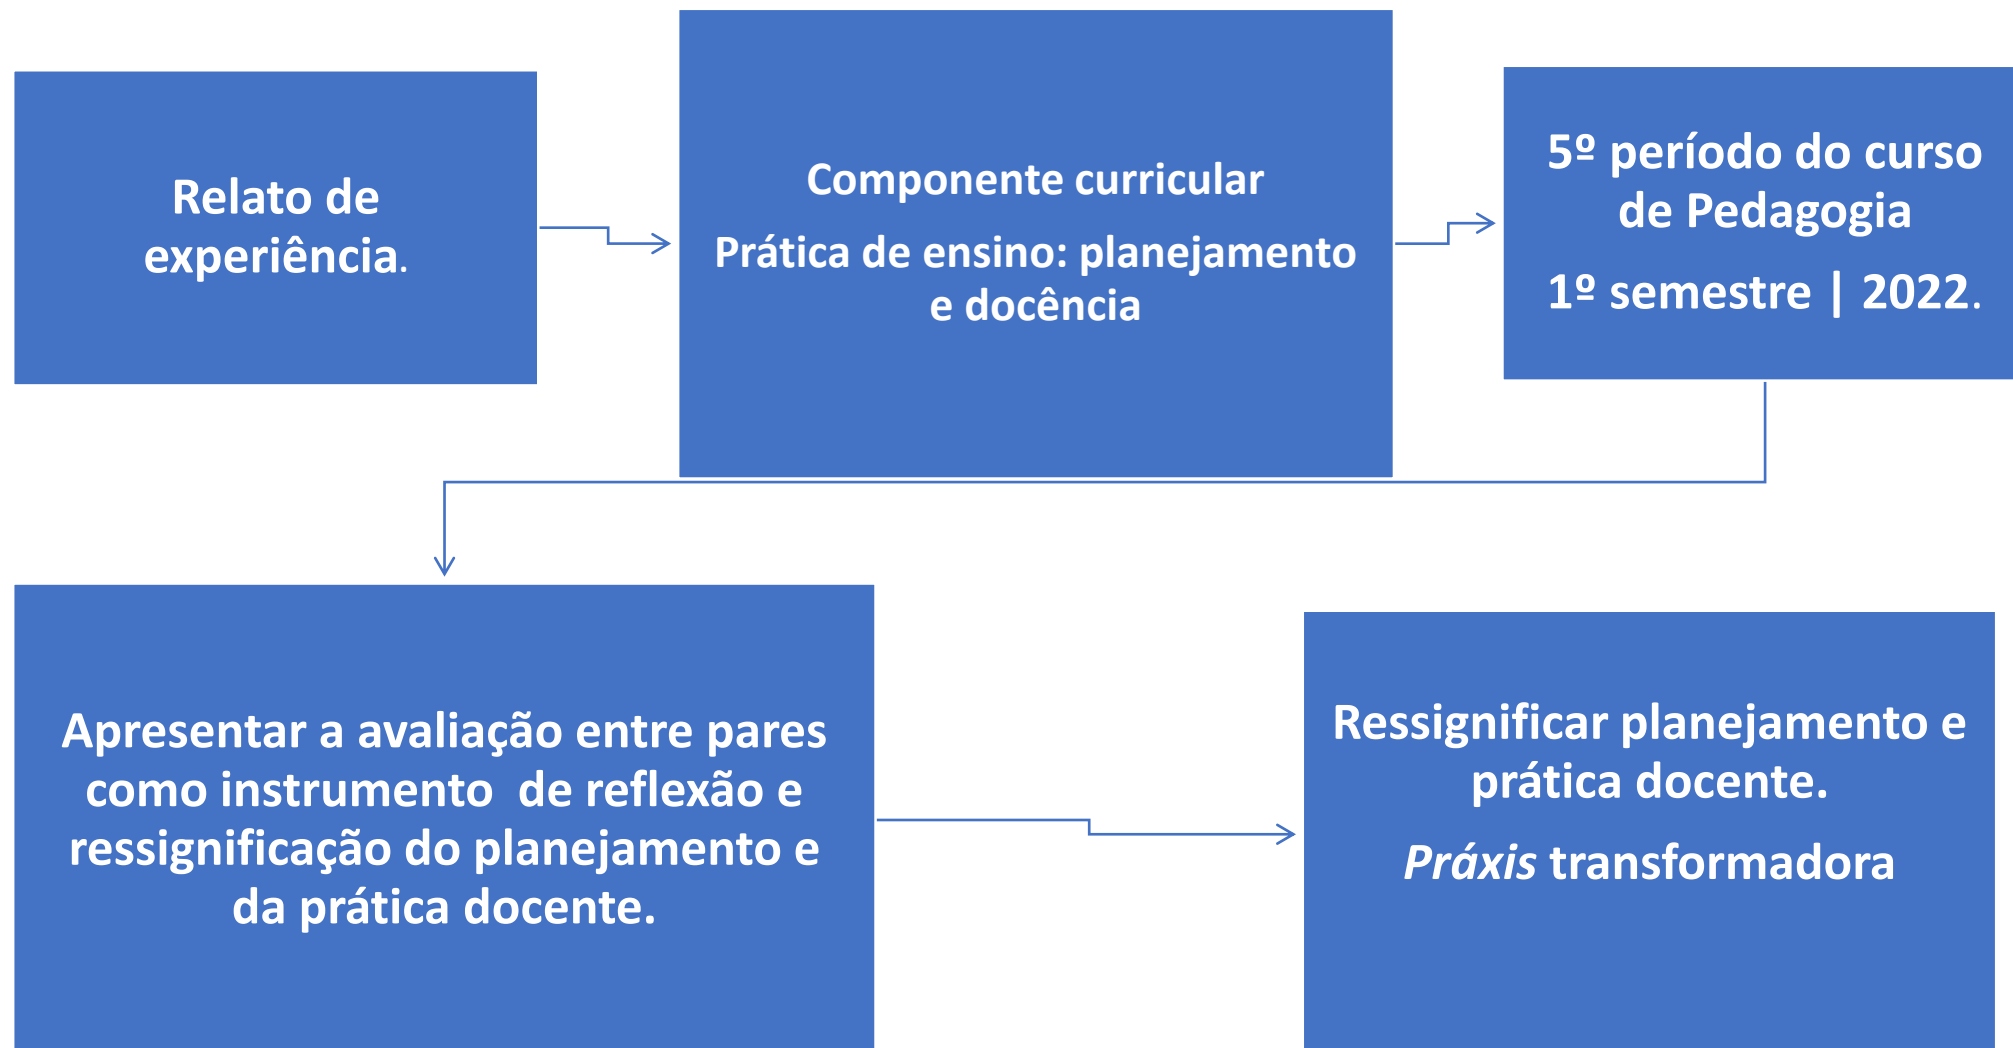 Relato de
experiência.
Componente curricular
Prática de ensino: planejamento
e docência
5º período do curso
de Pedagogia
1º semestre | 2022.
Apresentar a avaliação entre pares
como instrumento  de reflexão e
ressignificação do planejamento e
da prática docente.
Ressignificar planejamento e
prática docente.
Práxis transformadora